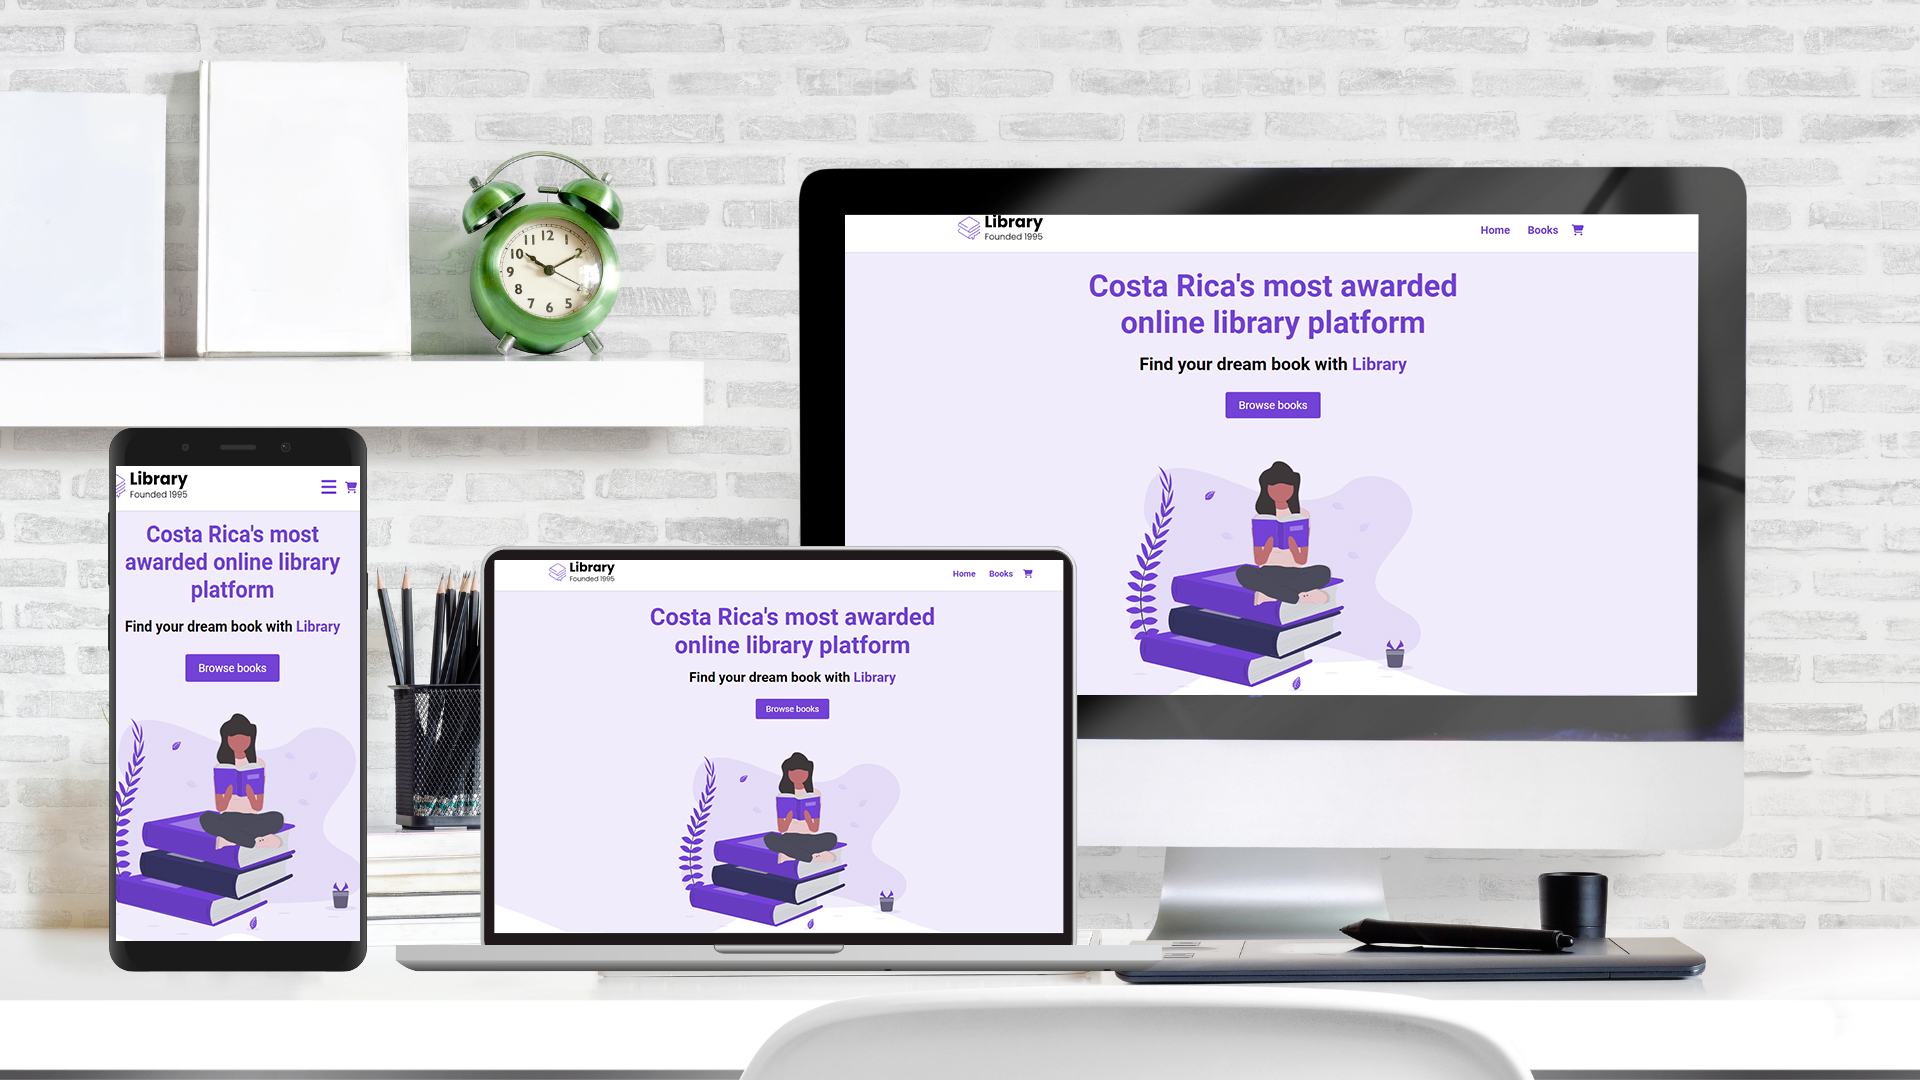 12
11
1
10
2
9
8
7
6
5
Library
Founded 1995
Home Books
Costa Rica's most awarded
online library platform
Find your dream book with Library
Browse books
Library
Founded 1995
Costa Rica's most
awarded online library
platform
Find your dream book with Library
Browse books
Library
Founded 1995
Home Books
Costa Rica's most awarded
online library platform
Find your dream book with Library
Browse books